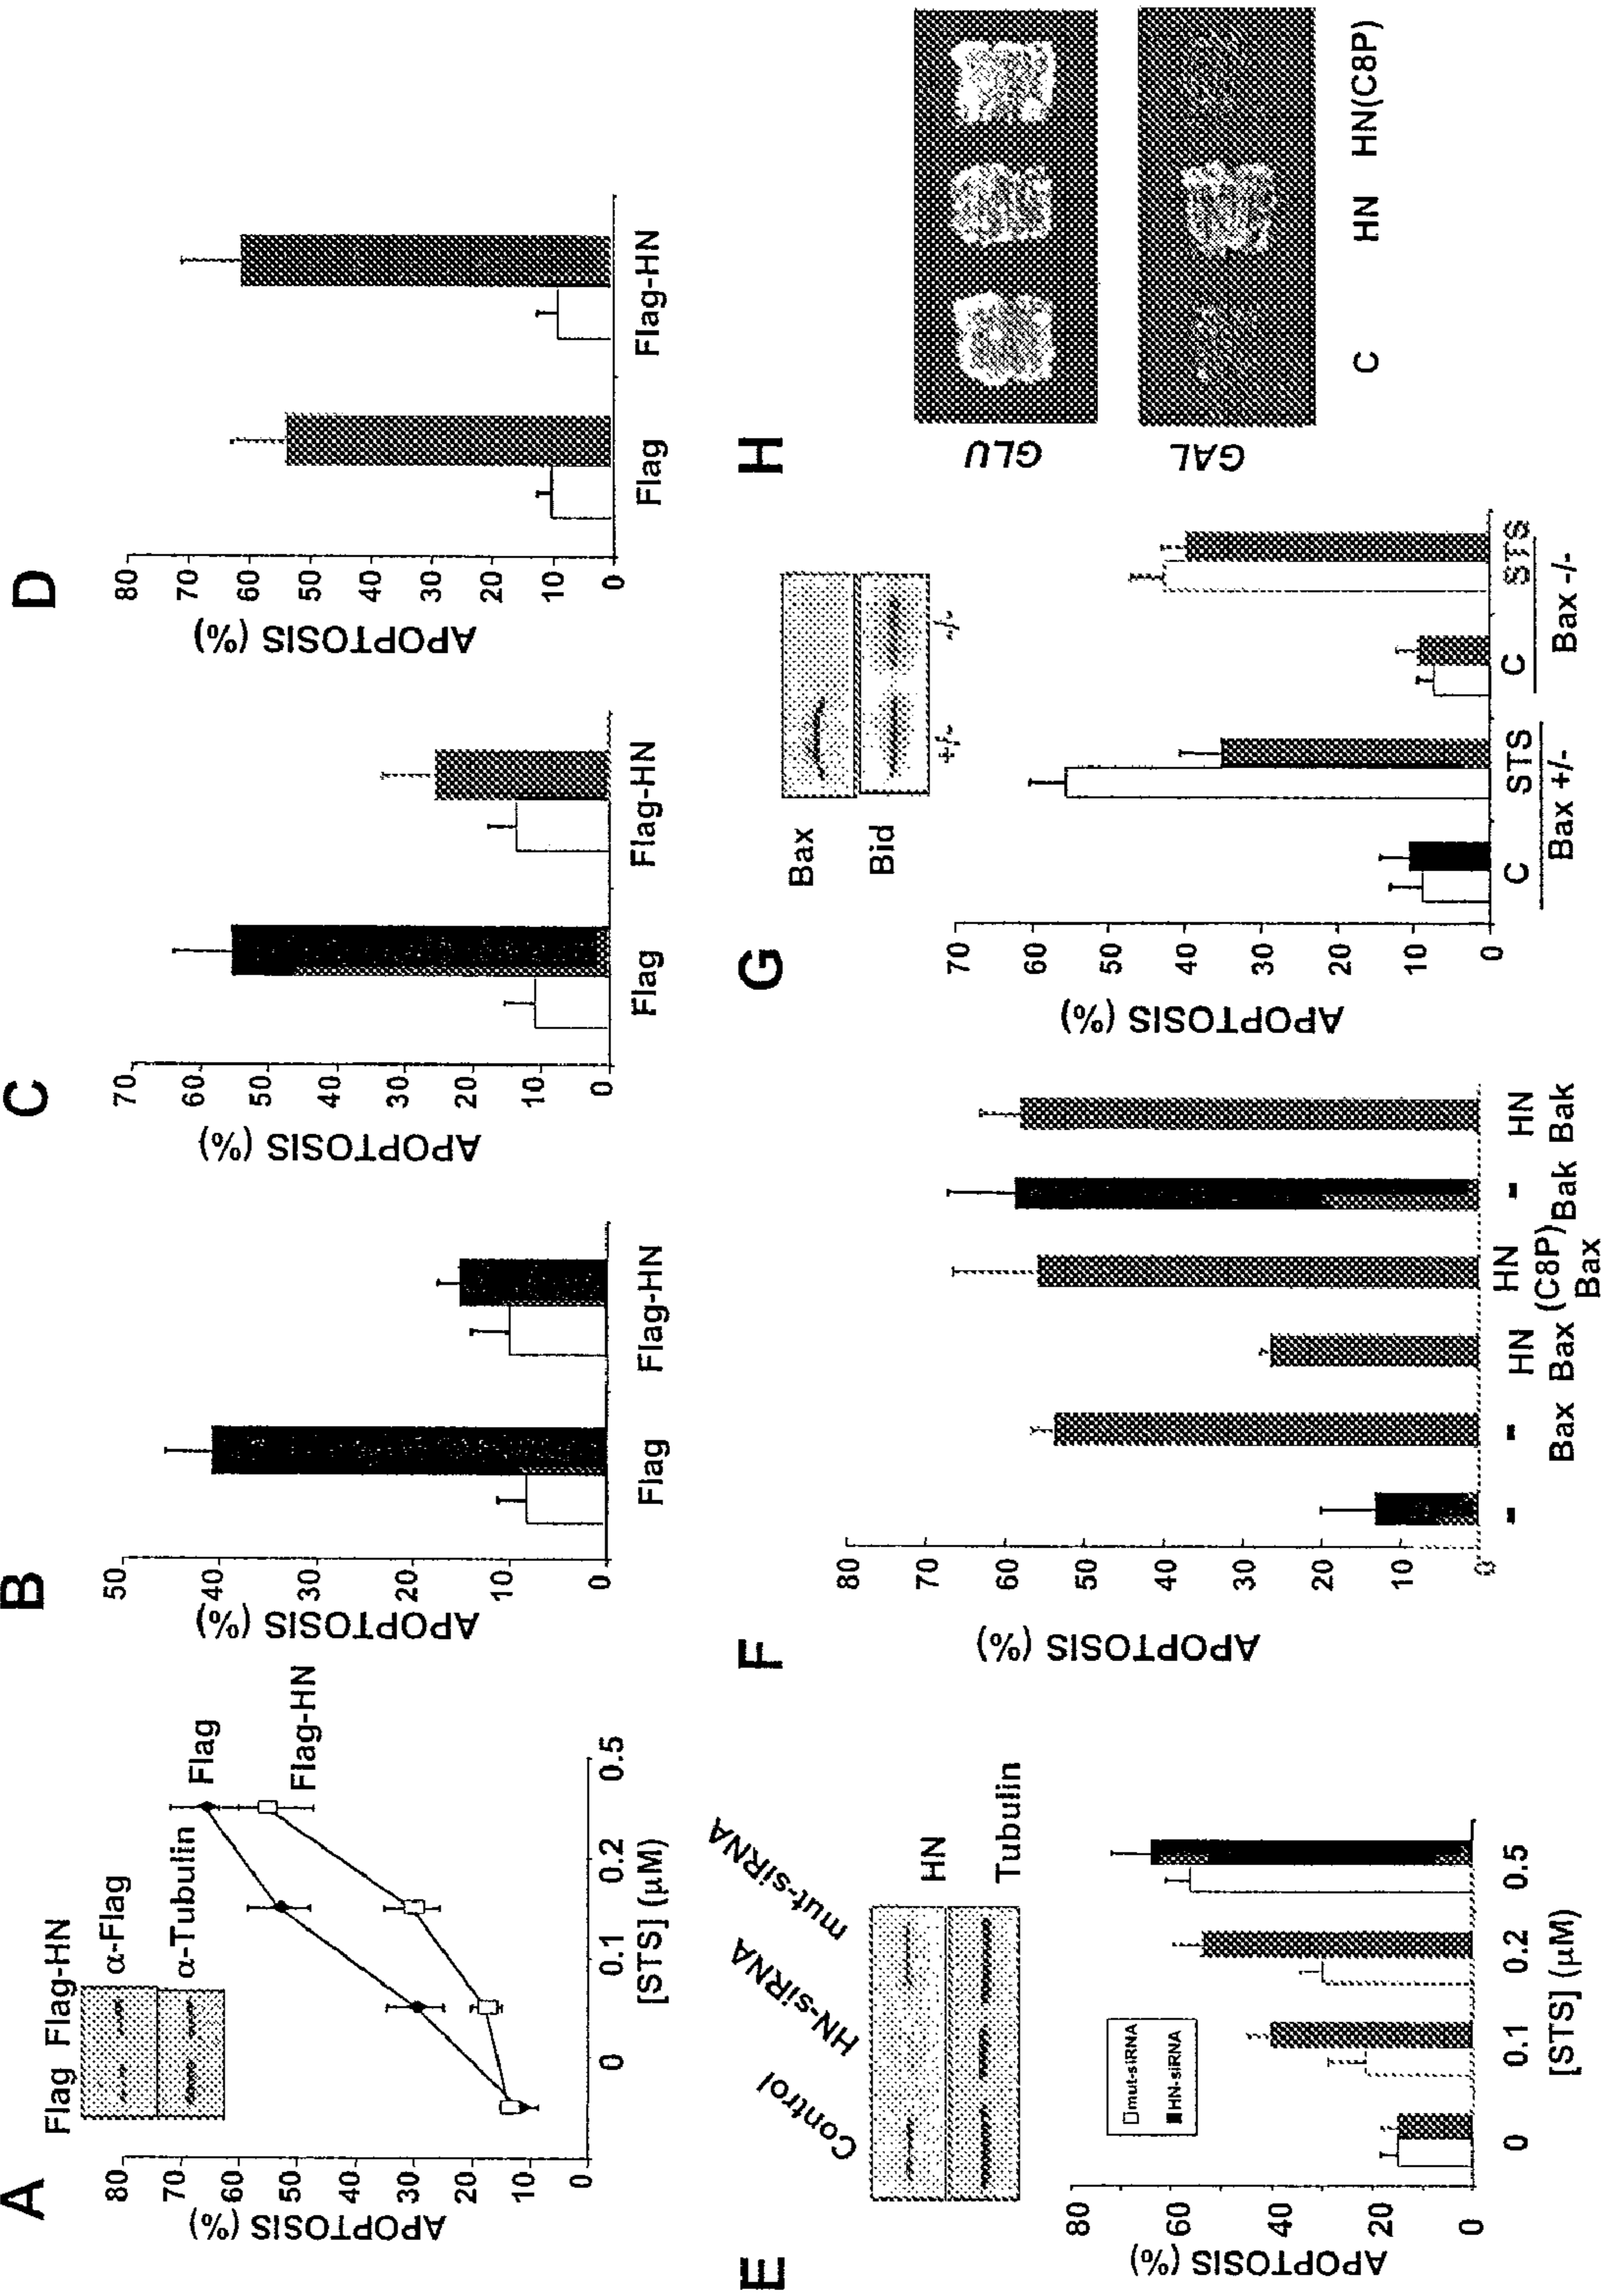 A
Flag Flag-HN
α-Flag
α-Tubulin
APOPTOSIS (%)
80
70
60
50
40
30
20
10
Flag
Flag-HN
0 0.1 0.2 0.5
[STS] (μM)
B
APOPTOSIS (%)
50
40
30
20
10
0
Flag Flag-HN
C
APOPTOSIS (%)
70
60
50
40
30
20
10
0
Flag Flag-HN
D
APOPTOSIS (%)
80
70
60
50
40
30
20
10
0
Flag Flag-HN
E
Control HN-siRNA mut-siRNA
HN
Tubulin
APOPTOSIS (%)
80
60
40
20
0
mut-siRNA
HN-siRNA
0 0.1 0.2 0.5
[STS] (μM)
F
APOPTOSIS (%)
80
70
60
50
40
30
20
10
0
- - HN HN - HN
Bax Bax (C8P) Bak Bak
Bax
G
Bax
Bid
+/- -/-
APOPTOSIS (%)
70
60
50
40
30
20
10
0
C STS C STS
Bax +/- Bax -/-
H
GLU
GAL
C HN HN(C8P)